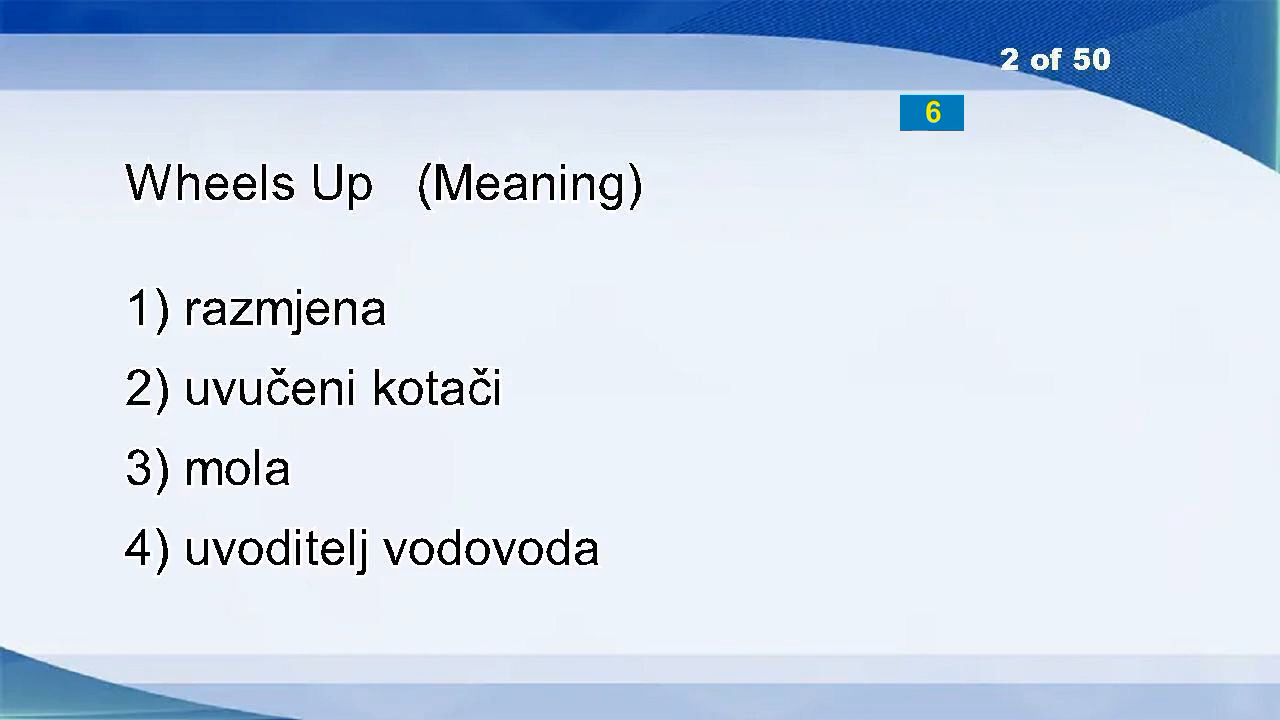 2 of 50
6
Wheels Up (Meaning)
1) razmjena
2) uvučeni kotači
3) mola
4) uvoditelj vodovoda